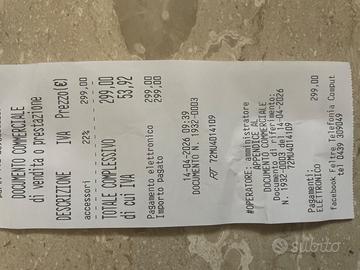 DOCUMENTO COMMERCIALE
di vendita o prestazione
DESCRIZIONE IVA Prezzo(€)
accessori 22% 299,00
TOTALE COMPLESSIVO 299,00
di cui IVA 53,92
Pagamento elettronico 299,00
Importo pagato 299,00
14-04-2026 09:39
DOCUMENTO N. 1932-0003
RT 72MU4014109
#OPERATORE: amministratore
APPENDICE AL
DOCUMENTO COMMERCIALE
Documento di riferimento:
N. 1932-0003 del 14-04-2026
72MU4014109
Pagamenti:
ELETTRONICO 299,00
facebook Feltre Telefonia Comput
tel 0439 309049
subito